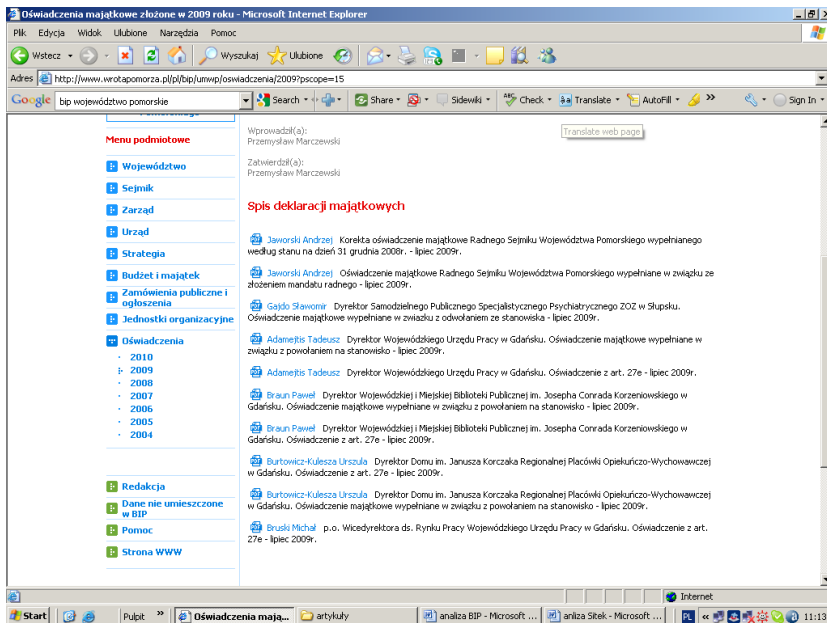 Oświadczenia majątkowe złożone w 2009 roku - Microsoft Internet Explorer
Plik Edycja Widok Ulubione Narzędzia Pomoc
Wstecz Wyszukaj Ulubione
Adres http://www.wrotapomorza.pl/pl/bip/umwp/oswiadczenia/2009?pscope=15
Google bip województwo pomorskie Search Share Sidewiki Check Translate AutoFill Sign In
Translate web page
Menu podmiotowe
Województwo
Sejmik
Zarząd
Urząd
Strategia
Budżet i majątek
Zamówienia publiczne i
ogłoszenia
Jednostki organizacyjne
Oświadczenia
2010
2009
2008
2007
2006
2005
2004
Redakcja
Dane nie umieszczone
w BIP
Pomoc
Strona WWW
Wprowadził(a):
Przemysław Marczewski
Zatwierdził(a):
Przemysław Marczewski
Spis deklaracji majątkowych
Jaworski Andrzej Korekta oświadczenie majątkowe Radnego Sejmiku Województwa Pomorskiego wypełnianego
według stanu na dzień 31 grudnia 2008r. - lipiec 2009r.
Jaworski Andrzej Oświadczenie majątkowe Radnego Sejmiku Województwa Pomorskiego wypełniane w związku ze
złożeniem mandatu radnego - lipiec 2009r.
Gajdo Sławomir Dyrektor Samodzielnego Publicznego Specjalistycznego Psychiatrycznego ZOZ w Słupsku.
Oświadczenie majątkowe wypełniane w zwiazku z odwołaniem ze stanowiska - lipiec 2009r.
Adamejtis Tadeusz Dyrektor Wojewódzkiego Urzędu Pracy w Gdańsku. Oświadczenie majątkowe wypełniane w
związku z powołaniem na stanowisko - lipiec 2009r.
Adamejtis Tadeusz Dyrektor Wojewódzkiego Urzędu Pracy w Gdańsku. Oświadczenie z art. 27e - lipiec 2009r.
Braun Paweł Dyrektor Wojewódzkiej i Miejskiej Biblioteki Publicznej im. Josepha Conrada Korzeniowskiego w
Gdańsku. Oświadczenie majątkowe wypełniane w związku z powołaniem na stanowisko - lipiec 2009r.
Braun Paweł Dyrektor Wojewódzkiej i Miejskiej Biblioteki Publicznej im. Josepha Conrada Korzeniowskiego w
Gdańsku. Oświadczenie z art. 27e - lipiec 2009r.
Burtowicz-Kulesza Urszula Dyrektor Domu im. Janusza Korczaka Regionalnej Placówki Opiekuńczo-Wychowawczej
w Gdańsku. Oświadczenie z art. 27e - lipiec 2009r.
Burtowicz-Kulesza Urszula Dyrektor Domu im. Janusza Korczaka Regionalnej Placówki Opiekuńczo-Wychowawczej
w Gdańsku. Oświadczenie majątkowe wypełniane w związku z powołaniem na stanowisko - lipiec 2009r.
Bruski Michał p.o. Wicedyrektora ds. Rynku Pracy Wojewódzkiego Urzędu Pracy w Gdańsku. Oświadczenie z art.
27e - lipiec 2009r.
Internet
Start Pulpit Oświadczenia mają... artykuły analiza BIP - Microsoft ... anliza Sitek - Microsoft ... PL 11:13